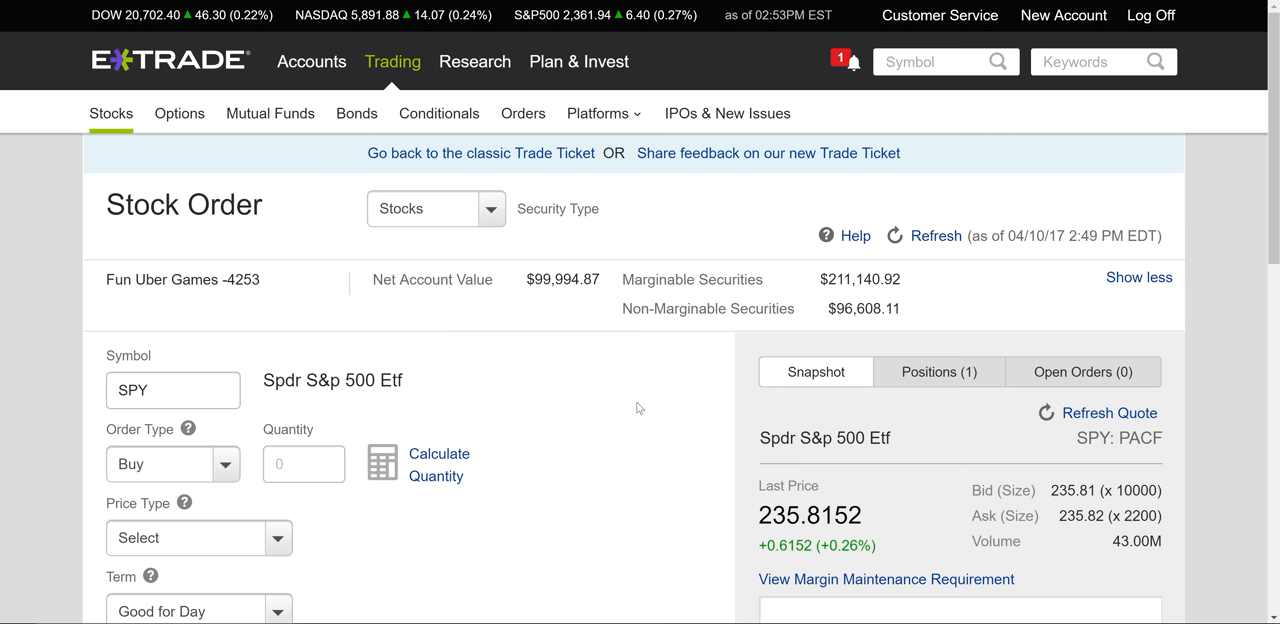 DOW 20,702.40 ▲ 46.30 (0.22%) NASDAQ 5,891.88 ▲ 14.07 (0.24%) S&P500 2,361.94 ▲ 6.40 (0.27%) as of 02:53PM EST Customer Service New Account Log Off
E*TRADE® Accounts Trading Research Plan & Invest 1 Symbol Keywords
Stocks Options Mutual Funds Bonds Conditionals Orders Platforms IPOs & New Issues
Go back to the classic Trade Ticket OR Share feedback on our new Trade Ticket
Stock Order Stocks Security Type
? Help Refresh (as of 04/10/17 2:49 PM EDT)
Fun Uber Games -4253 Net Account Value $99,994.87 Marginable Securities $211,140.92 Show less
Non-Marginable Securities $96,608.11
Symbol
SPY Spdr S&p 500 Etf
Order Type ? Quantity
Buy 0 Calculate
Quantity
Price Type ?
Select
Term ?
Good for Day
Snapshot Positions (1) Open Orders (0)
Refresh Quote
Spdr S&p 500 Etf SPY: PACF
Last Price Bid (Size) 235.81 (x 10000)
235.8152 Ask (Size) 235.82 (x 2200)
+0.6152 (+0.26%) Volume 43.00M
View Margin Maintenance Requirement